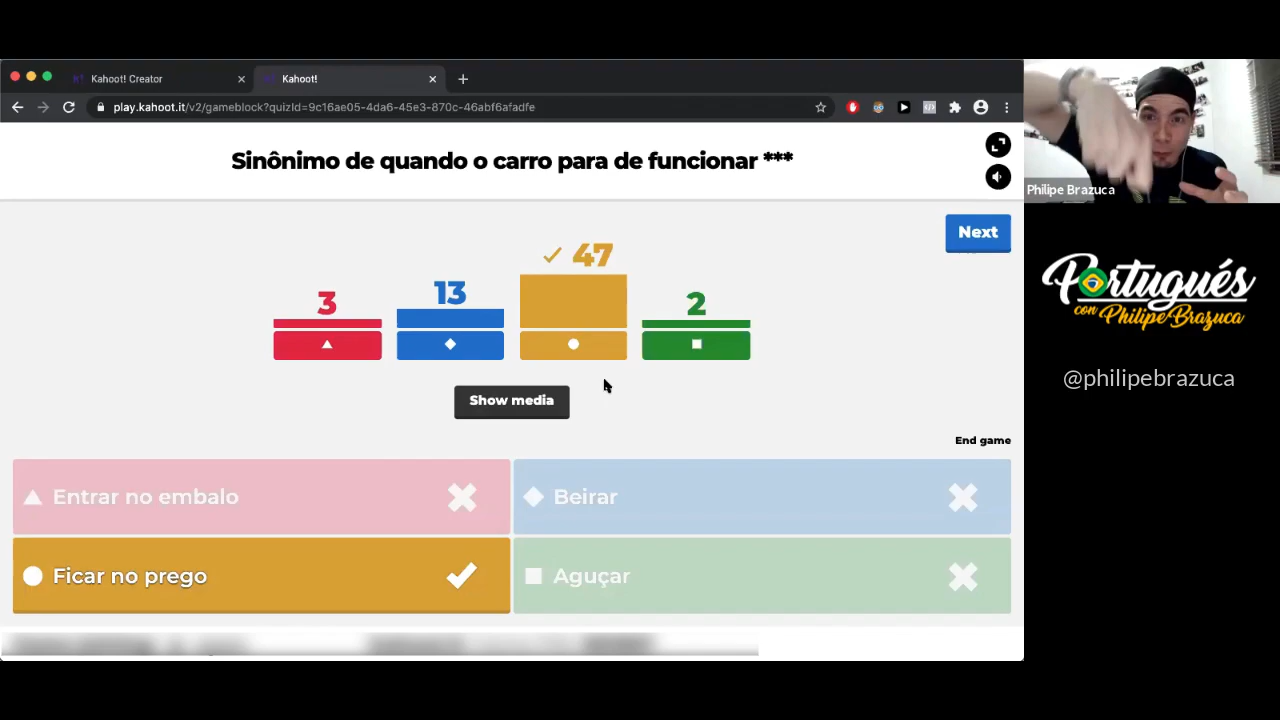 Kahoot! Creator
Kahoot!
play.kahoot.it/v2/gameblock?quizId=9c16ae05-4da6-45e3-870c-46abf6afadfe
Sinônimo de quando o carro para de funcionar ***
Philipe Brazuca
Next
3
13
47
2
Português
con Philipe Brazuca
@philipebrazuca
Show media
End game
Entrar no embalo
Beirar
Ficar no prego
Aguçar